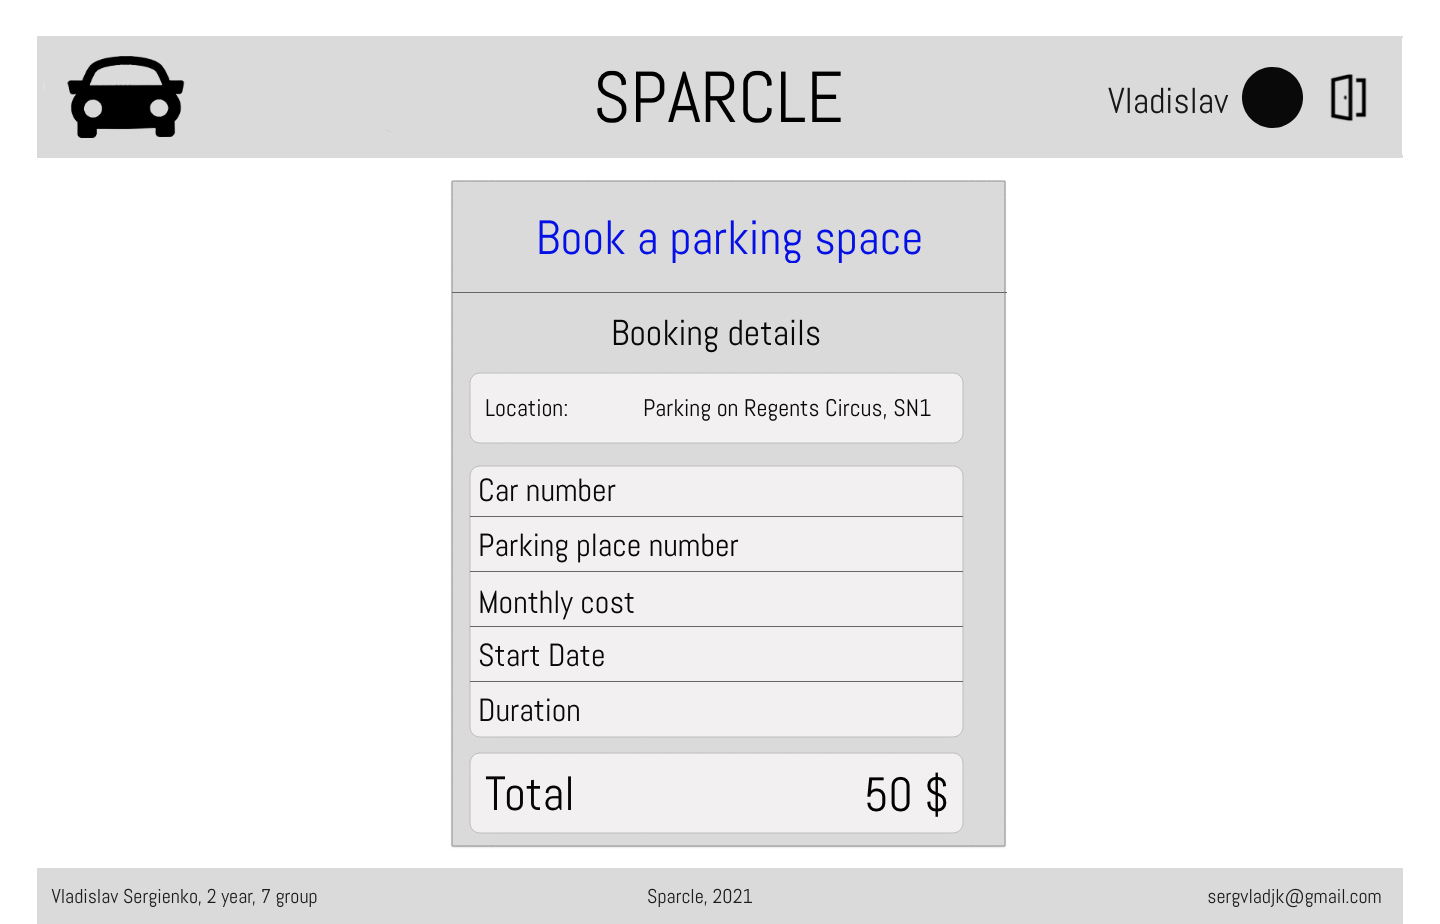 SPARCLE
Vladislav
Book a parking space
Booking details
Location: Parking on Regents Circus, SN1
Car number
Parking place number
Monthly cost
Start Date
Duration
Total 50 $
Vladislav Sergienko, 2 year, 7 group
Sparcle, 2021
sergvladjk@gmail.com